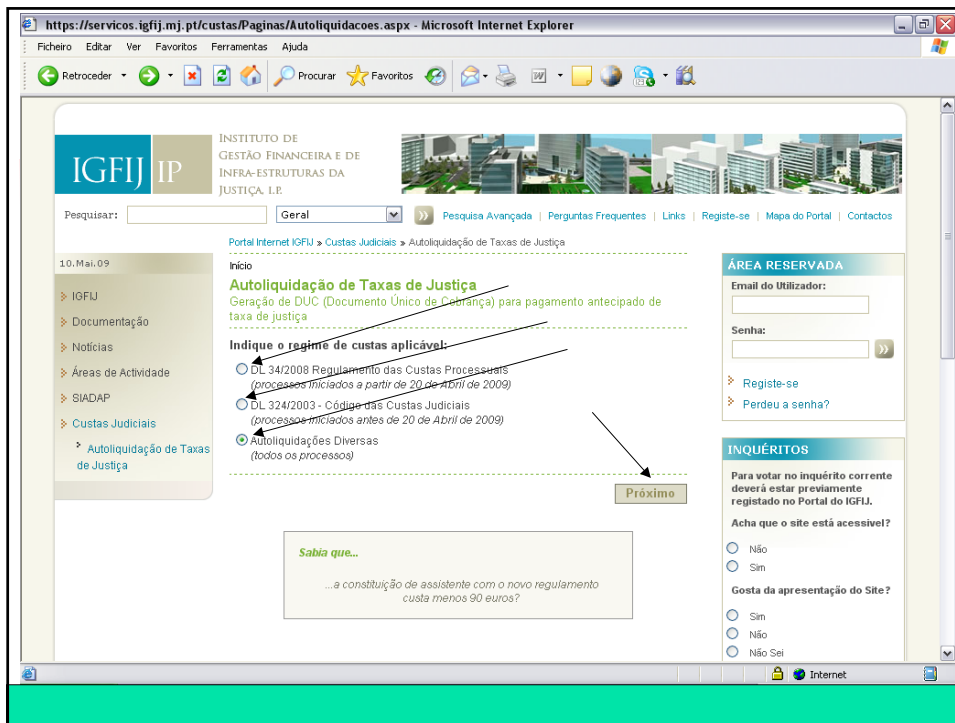 https://servicos.igfij.mj.pt/custas/Paginas/Autoliquidacoes.aspx - Microsoft Internet Explorer
Ficheiro Editar Ver Favoritos Ferramentas Ajuda
Retroceder Procurar Favoritos
IGFIJ IP
INSTITUTO DE
GESTÃO FINANCEIRA E DE
INFRA-ESTRUTURAS DA
JUSTIÇA, I.P.
Pesquisar: Geral Pesquisa Avançada | Perguntas Frequentes | Links | Registe-se | Mapa do Portal | Contactos
Portal Internet IGFIJ » Custas Judiciais » Autoliquidação de Taxas de Justiça
10.Mai.09
IGFIJ
Documentação
Notícias
Áreas de Actividade
SIADAP
Custas Judiciais
Autoliquidação de Taxas
de Justiça
Início
Autoliquidação de Taxas de Justiça
Geração de DUC (Documento Único de Cobrança) para pagamento antecipado de
taxa de justiça
Indique o regime de custas aplicável:
DL 34/2008 Regulamento das Custas Processuais
(processos iniciados a partir de 20 de Abril de 2009)
DL 324/2003 - Código das Custas Judiciais
(processos iniciados antes de 20 de Abril de 2009)
Autoliquidações Diversas
(todos os processos)
Próximo
Sabia que...
...a constituição de assistente com o novo regulamento
custa menos 90 euros?
ÁREA RESERVADA
Email do Utilizador:
Senha:
Registe-se
Perdeu a senha?
INQUÉRITOS
Para votar no inquérito corrente
deverá estar previamente
registado no Portal do IGFIJ.
Acha que o site está acessivel?
Não
Sim
Gosta da apresentação do Site?
Sim
Não
Não Sei
Internet